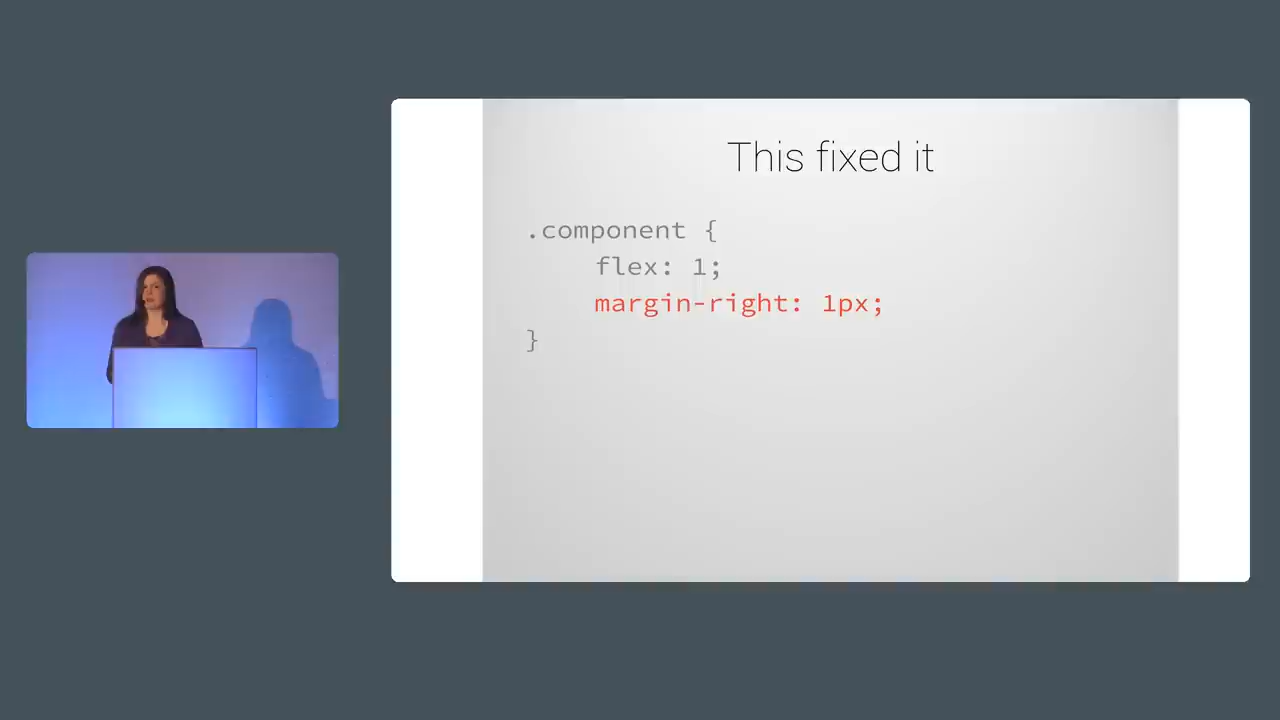 This fixed it
.component {
flex: 1;
margin-right: 1px;
}